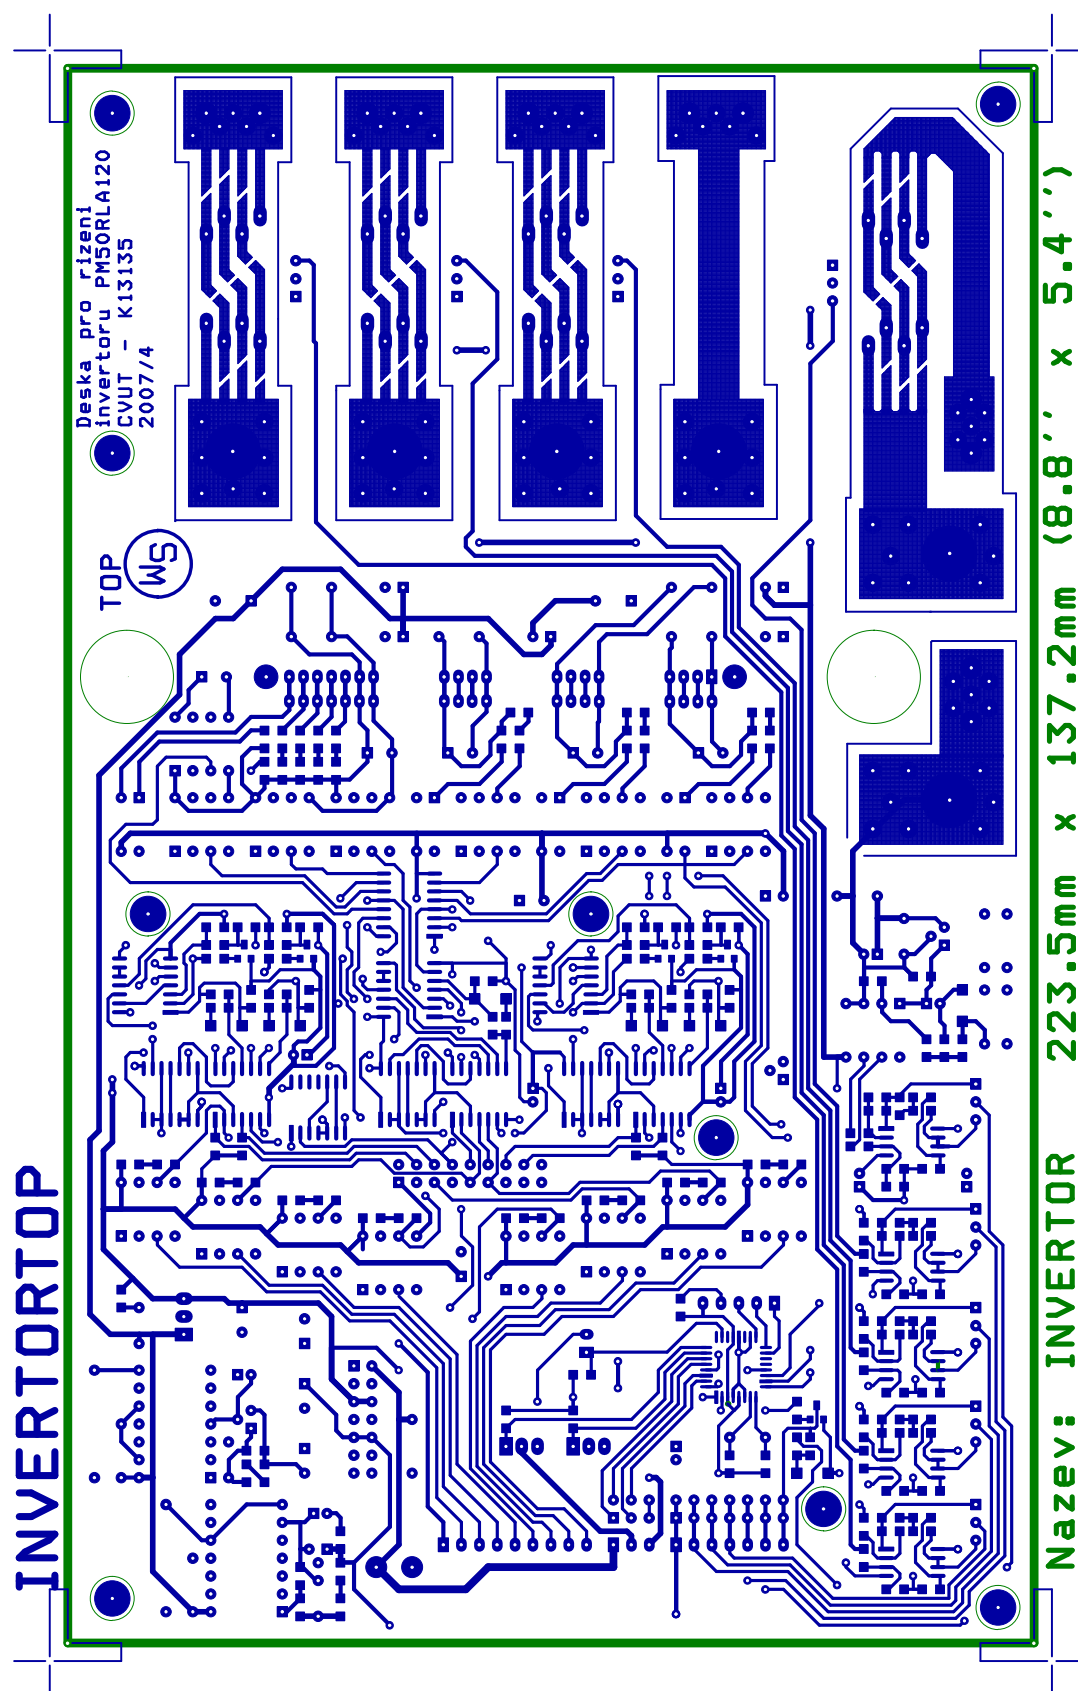 Deska pro rizeni
invertoru PM50RLA120
CVUT - K13135
2007/4
TOP
SM
INVERTORTOP
Nazev: INVERTOR 223.5mm x 137.2mm (8.8'' x 5.4'')